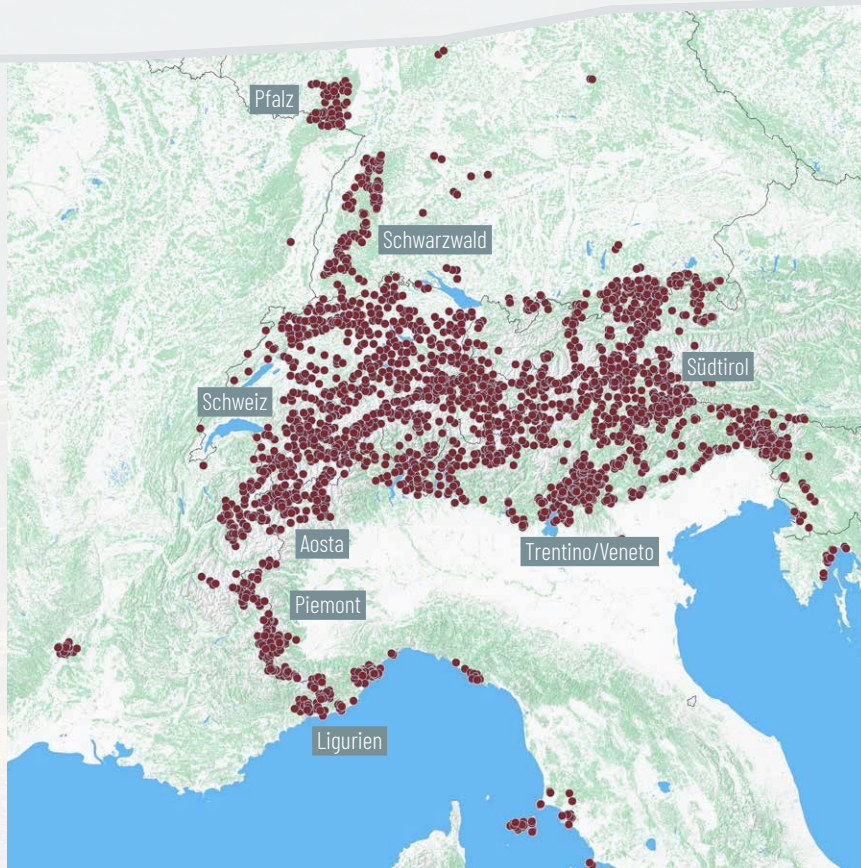 Pfalz
Schwarzwald
Südtirol
Schweiz
Aosta
Trentino/Veneto
Piemont
Ligurien